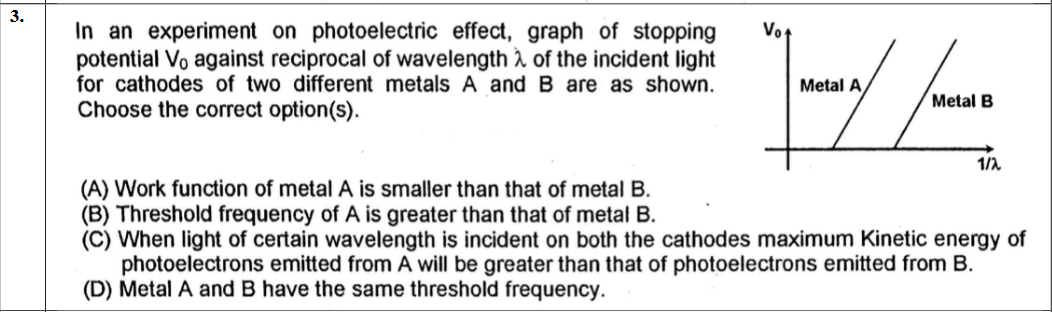 3.
In an experiment on photoelectric effect, graph of stopping
potential V₀ against reciprocal of wavelength λ of the incident light
for cathodes of two different metals A and B are as shown.
Choose the correct option(s).
V₀
Metal A
Metal B
1/λ
(A) Work function of metal A is smaller than that of metal B.
(B) Threshold frequency of A is greater than that of metal B.
(C) When light of certain wavelength is incident on both the cathodes maximum Kinetic energy of
photoelectrons emitted from A will be greater than that of photoelectrons emitted from B.
(D) Metal A and B have the same threshold frequency.